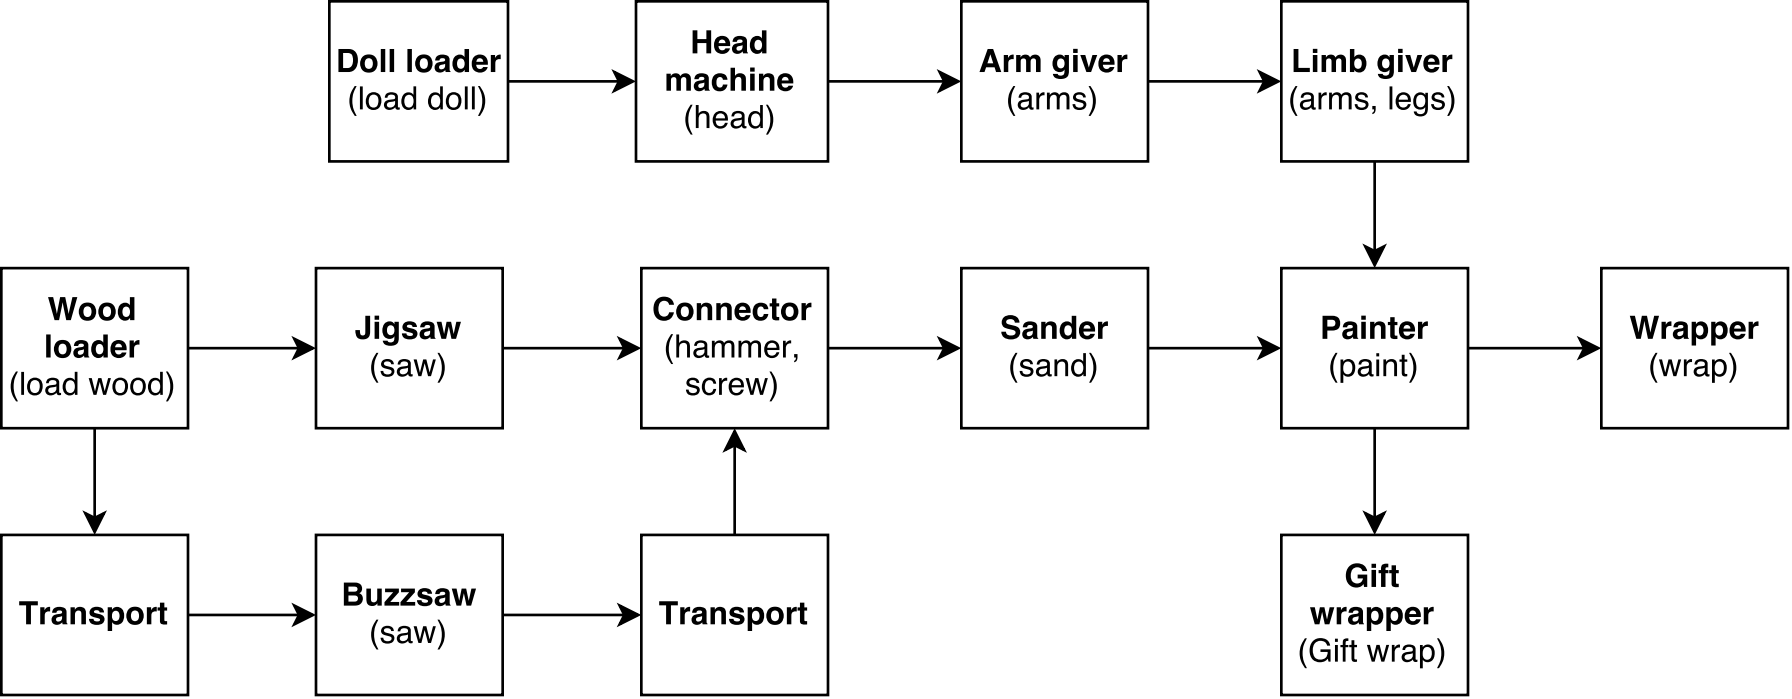 Doll loader
(load doll)
Head
machine
(head)
Arm giver
(arms)
Limb giver
(arms, legs)
Wood
loader
(load wood)
Jigsaw
(saw)
Connector
(hammer,
screw)
Sander
(sand)
Painter
(paint)
Wrapper
(wrap)
Transport
Buzzsaw
(saw)
Transport
Gift
wrapper
(Gift wrap)